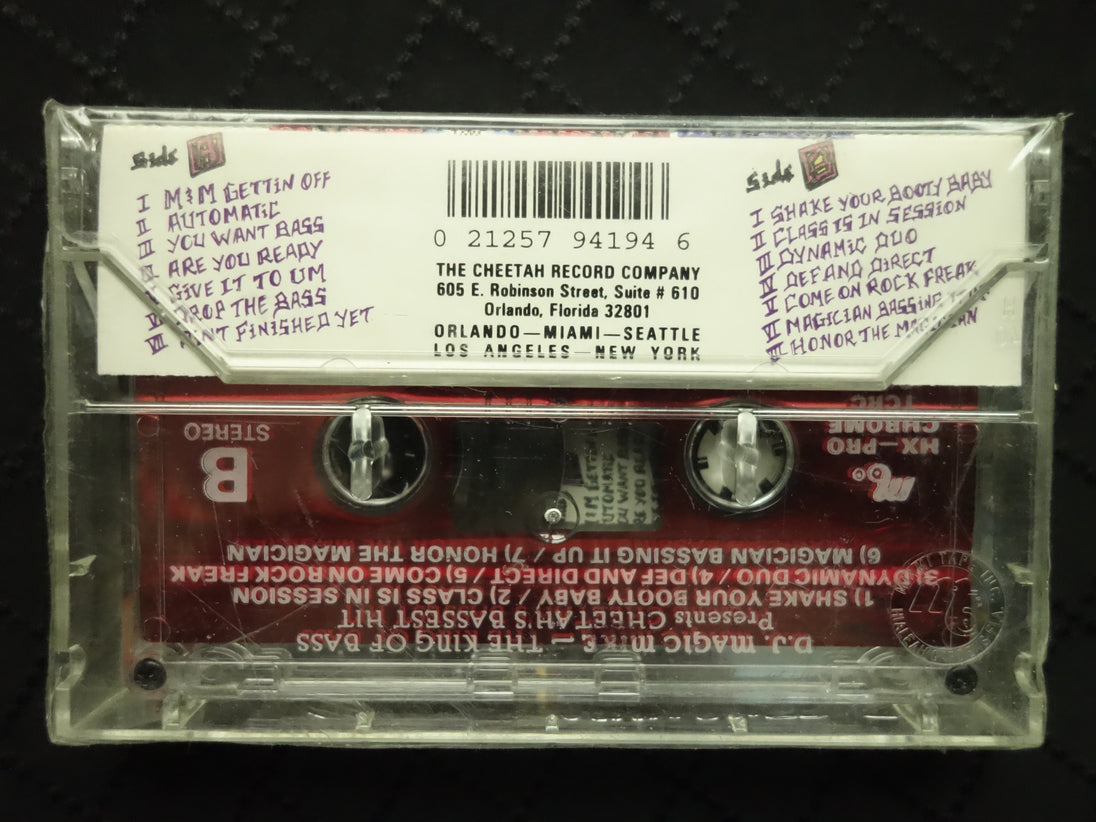 Side A
I M&M GETTIN OFF
II AUTOMATIC
III YOU WANT BASS
IV ARE YOU READY
V GIVE IT TO UM
VI DROP THE BASS
VII AIN'T FINISHED YET
0 21257 94194 6
THE CHEETAH RECORD COMPANY
605 E. Robinson Street, Suite # 610
Orlando, Florida 32801
ORLANDO—MIAMI—SEATTLE
LOS ANGELES—NEW YORK
Side
I SHAKE YOUR BOOTY BABY
II CLASS IS IN SESSION
III DYNAMIC DUO
IV DEF AND DIRECT
V COME ON ROCK FREAK
VI MAGICIAN BASSING IT UP
VII HONOR THE MAGICIAN
D.J. MAGIC MIKE — THE KING OF BASS
Presents CHEETAH'S BASSEST HIT
1) SHAKE YOUR BOOTY BABY / 2) CLASS IS IN SESSION
3) DYNAMIC DUO / 4) DEF AND DIRECT / 5) COME ON ROCK FREAK
6) MAGICIAN BASSING IT UP / 7) HONOR THE MAGICIAN
B
STEREO
MX—PRO
CHROME
TCRC